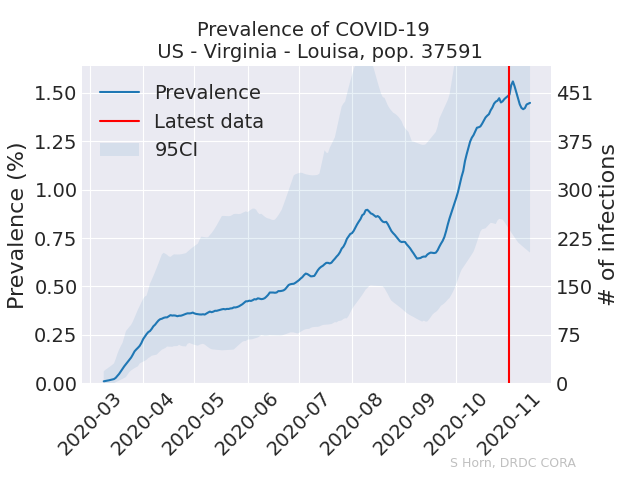 Prevalence of COVID-19
US - Virginia - Louisa, pop. 37591
Prevalence (%)
1.50
1.25
1.00
0.75
0.50
0.25
0.00
Prevalence
Latest data
95CI
451
375
300
225
150
75
0
# of infections
2020-03
2020-04
2020-05
2020-06
2020-07
2020-08
2020-09
2020-10
2020-11
S Horn, DRDC CORA